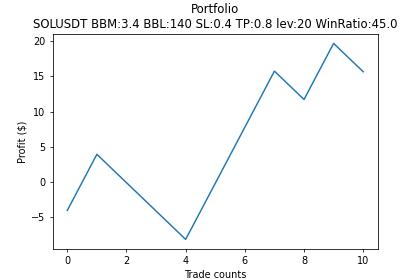 Portfolio
SOLUSDT BBM:3.4 BBL:140 SL:0.4 TP:0.8 lev:20 WinRatio:45.0
20
15
10
5
0
−5
Profit ($)
0 2 4 6 8 10
Trade counts